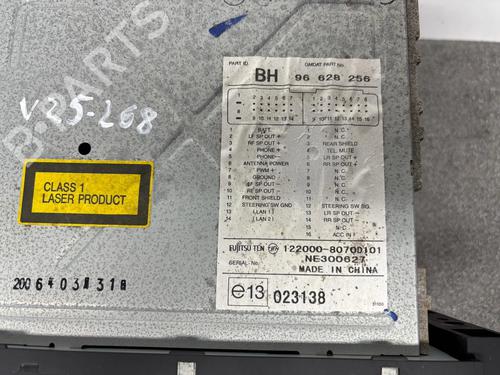 B-PARTS
V25-268
PART ID. GMDAT PART No.
BH 96 628 256
1 BATT. 1 N.C.
2 LF SP OUT + 2 N.C.
3 RF SP OUT + 3 REAR SHIELD
4 PHONE + 4 TEL MUTE
5 PHONE- 5 LR SP OUT +
6 ANTENNA POWER 6 RR SP OUT +
7 PWM + 7 N.C.
8 GROUND 8 N.C.
9 LF SP OUT- 9 N.C.
10 RF SP OUT- 10 N.C.
11 FRONT SHIELD 11 N.C.
12 STEERING SW GND 12 STEERING SW SIG.
13 (LAN 1) 13 LR SP OUT-
14 (LAN 2) 14 RR SP OUT-
15 N.C.
16 ACC IN
CLASS 1
LASER PRODUCT
FUJITSU TEN 122000-80700101
SERIAL No. NE300627
MADE IN CHINA
e13 023138